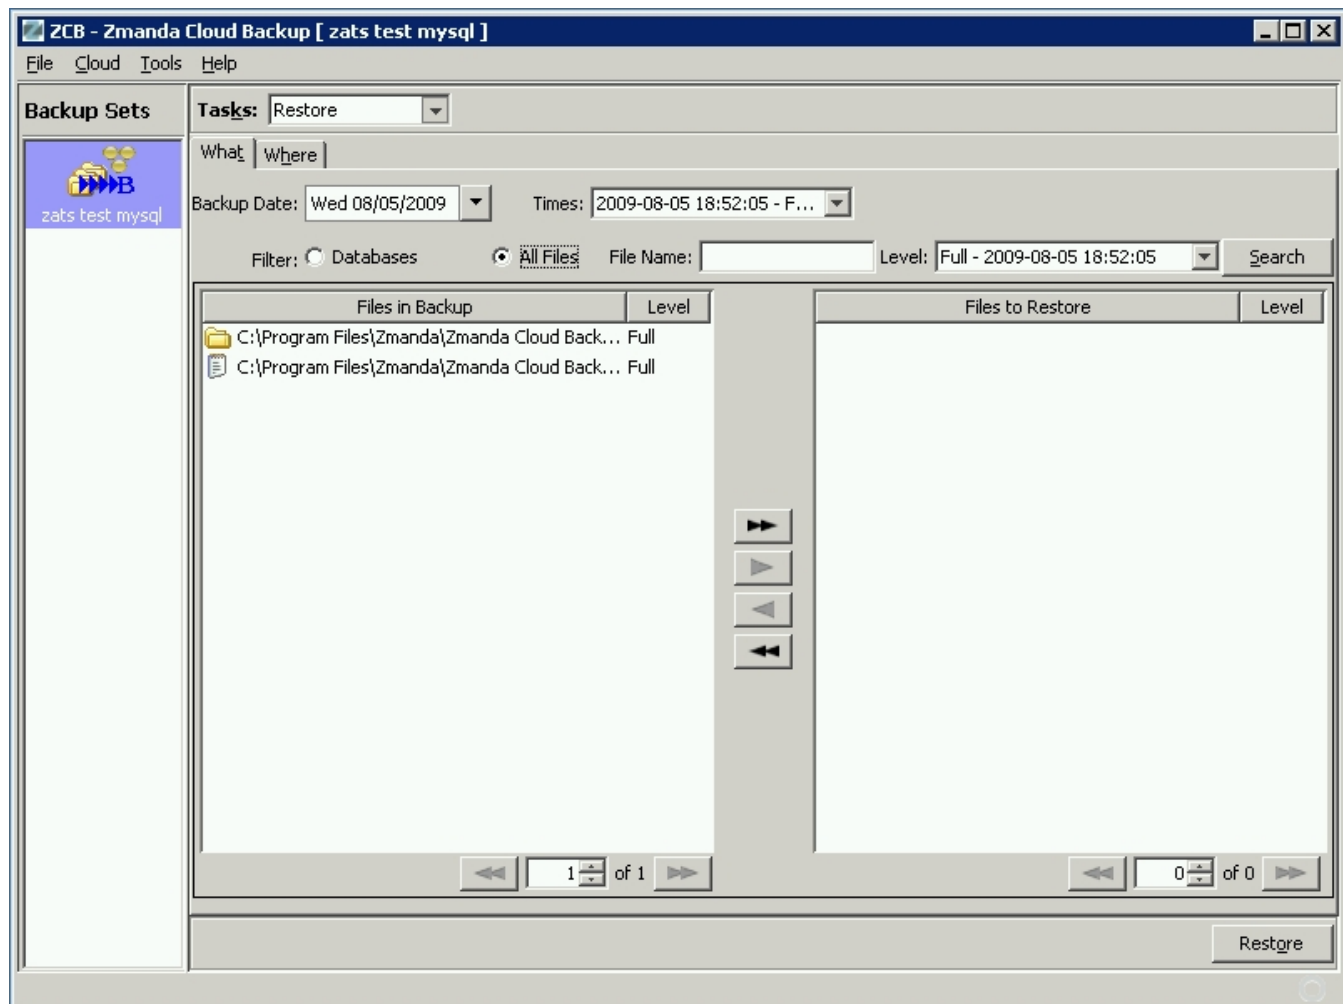 ZCB - Zmanda Cloud Backup [ zats test mysql ]
File Cloud Tools Help
Backup Sets
Tasks: Restore
zats test mysql
What Where
Backup Date: Wed 08/05/2009 Times: 2009-08-05 18:52:05 - F...
Filter: Databases All Files File Name: Level: Full - 2009-08-05 18:52:05 Search
Files in Backup Level Files to Restore Level
C:\Program Files\Zmanda\Zmanda Cloud Back... Full
C:\Program Files\Zmanda\Zmanda Cloud Back... Full
1 of 1 0 of 0
Restore